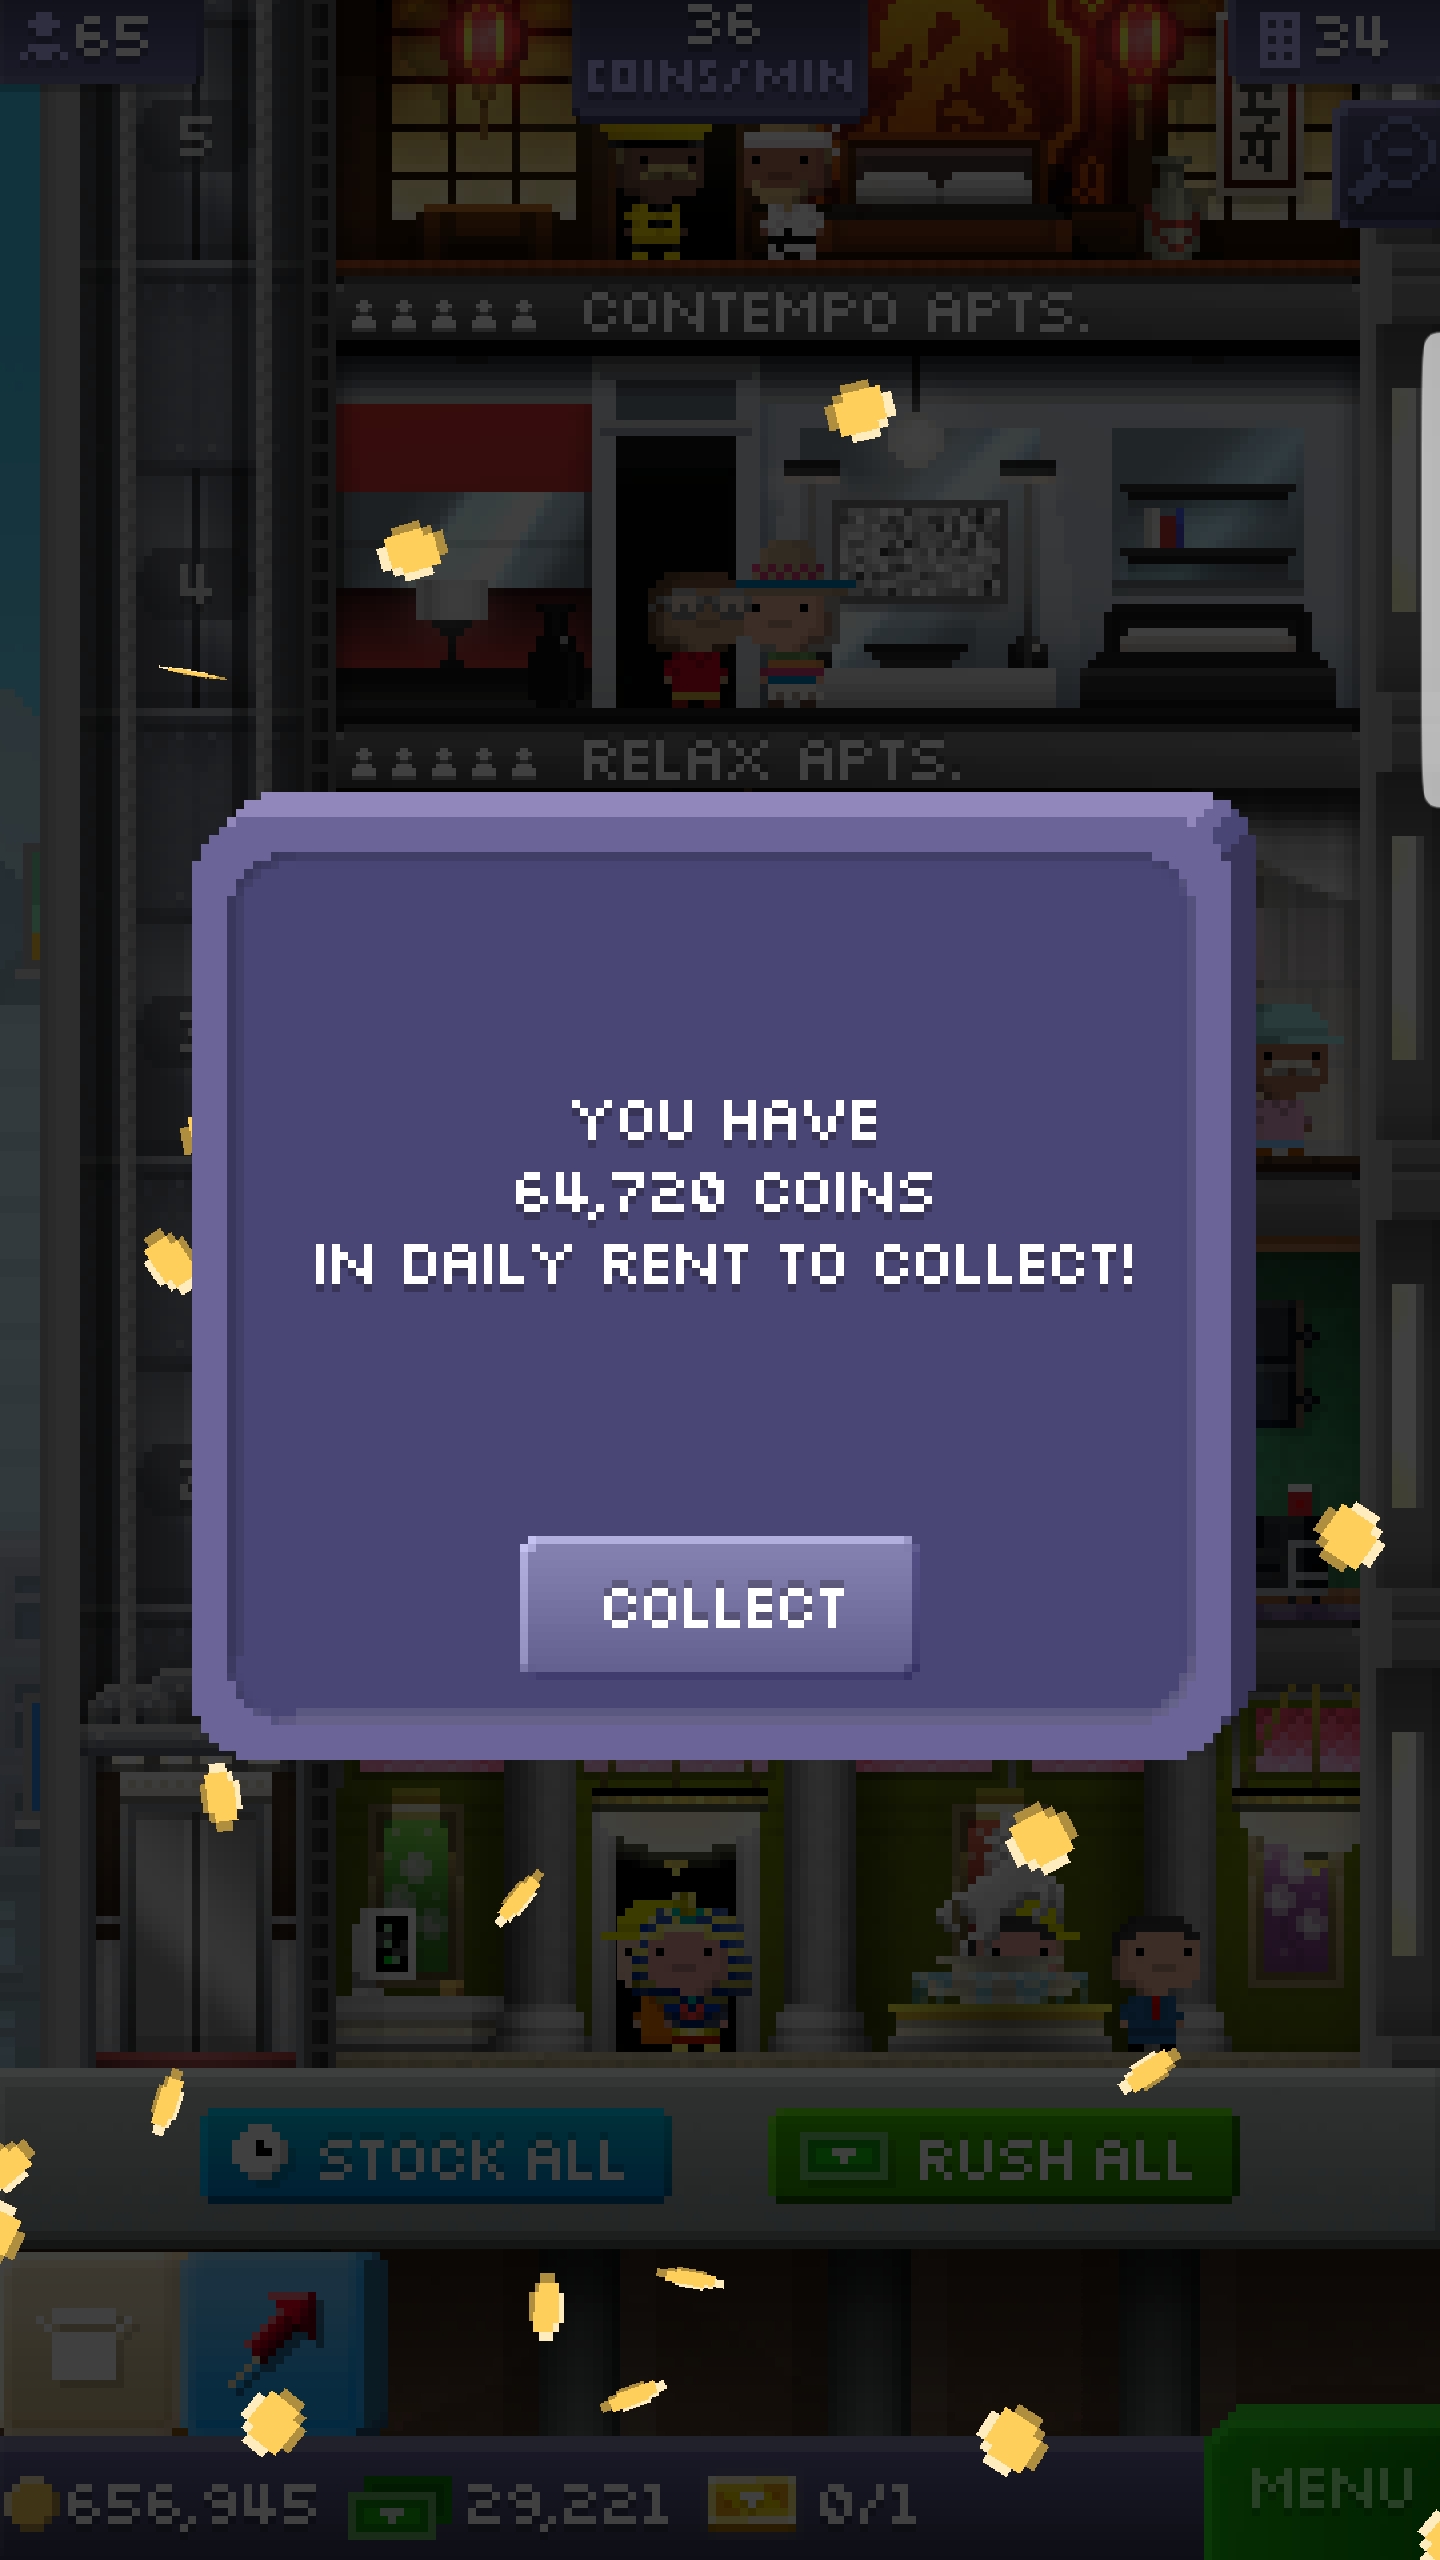 65
36
COINS/MIN
34
5
CONTEMPO APTS.
4
RELAX APTS.
YOU HAVE
64,720 COINS
IN DAILY RENT TO COLLECT!
COLLECT
STOCK ALL
RUSH ALL
656,945
29,221
0/1
MENU